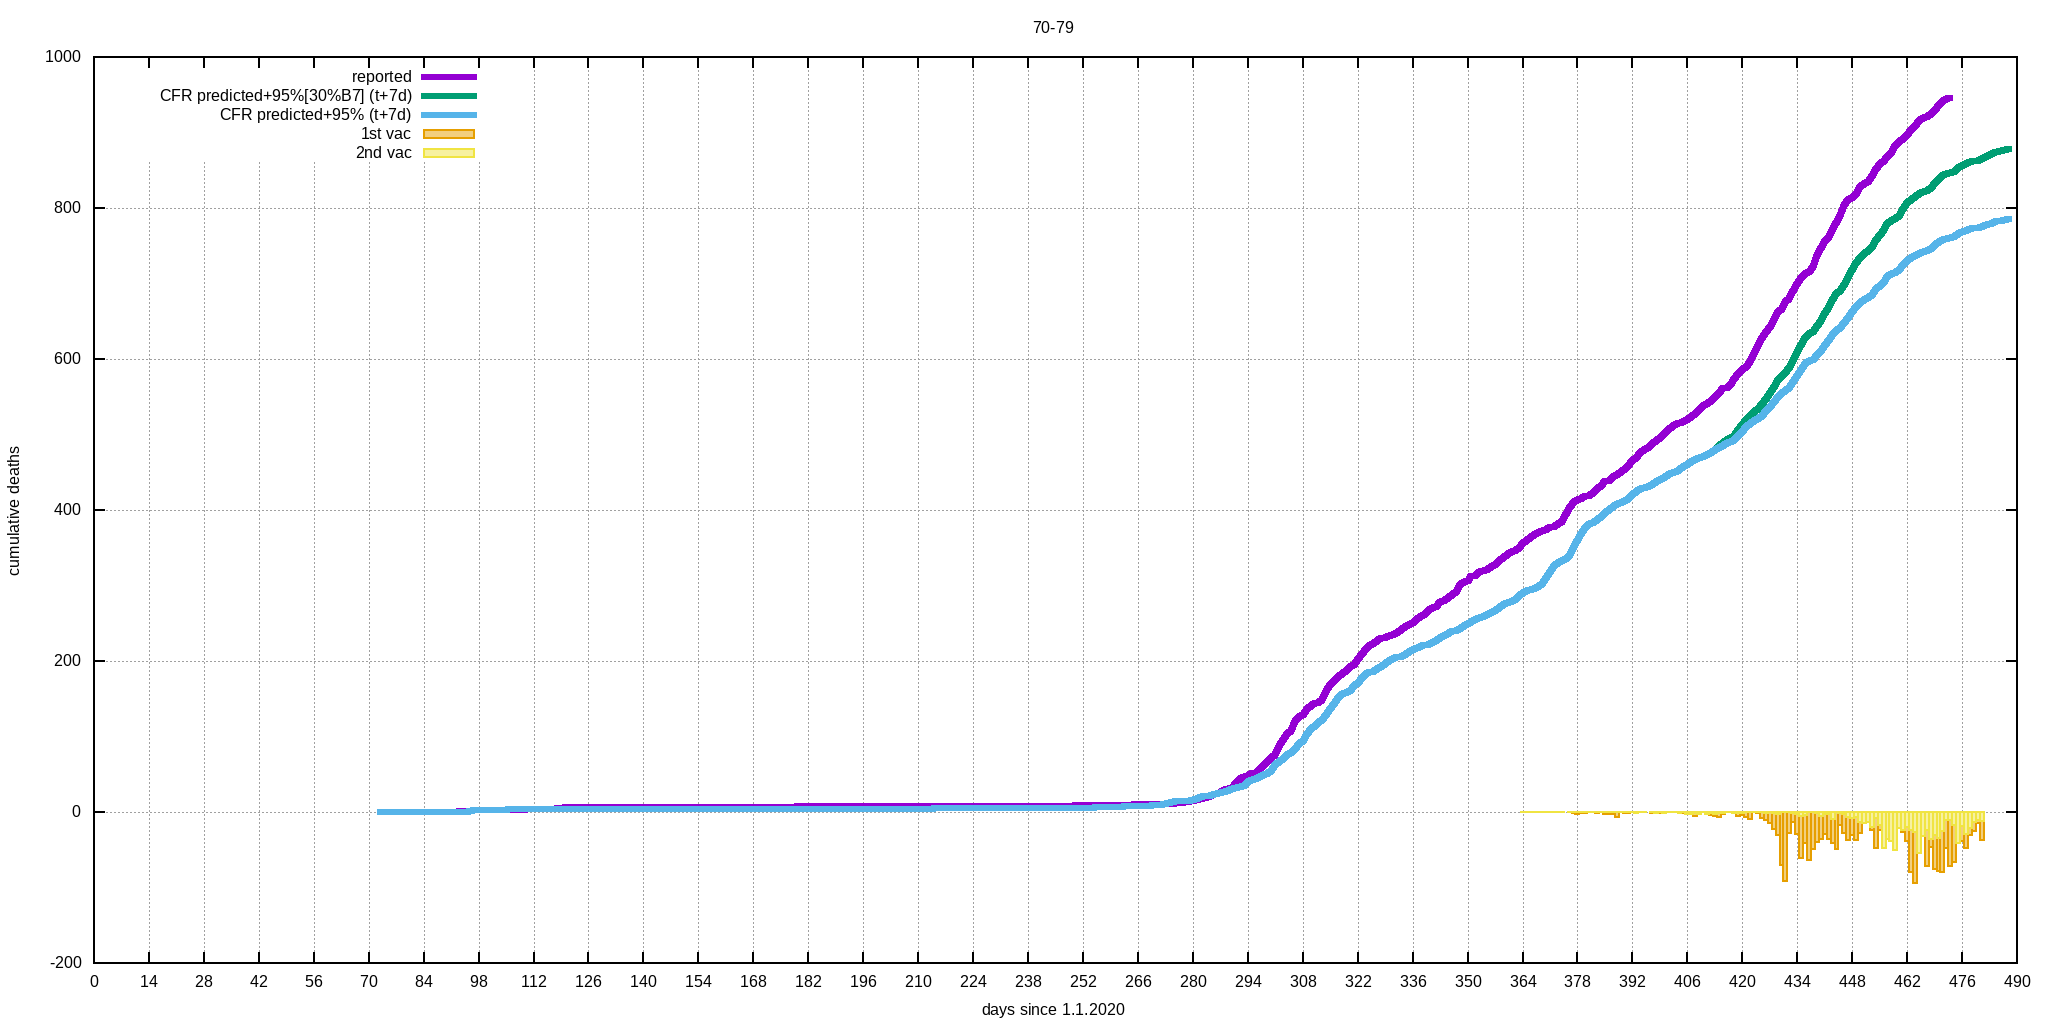 70-79
1000
800
600
400
200
0
-200
cumulative deaths
reported
CFR predicted+95%[30%B7] (t+7d)
CFR predicted+95% (t+7d)
1st vac
2nd vac
0 14 28 42 56 70 84 98 112 126 140 154 168 182 196 210 224 238 252 266 280 294 308 322 336 350 364 378 392 406 420 434 448 462 476 490
days since 1.1.2020